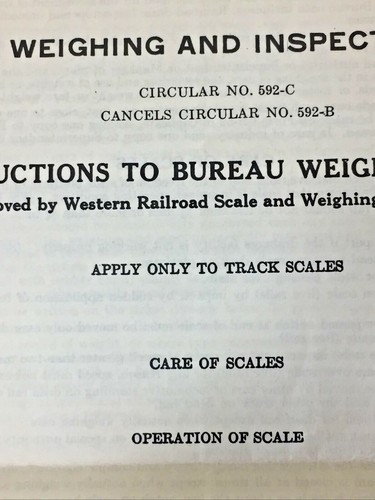 WEIGHING AND INSPECT
CIRCULAR NO. 592-C
CANCELS CIRCULAR NO. 592-B
UCTIONS TO BUREAU WEIGH
oved by Western Railroad Scale and Weighing
APPLY ONLY TO TRACK SCALES
CARE OF SCALES
OPERATION OF SCALE